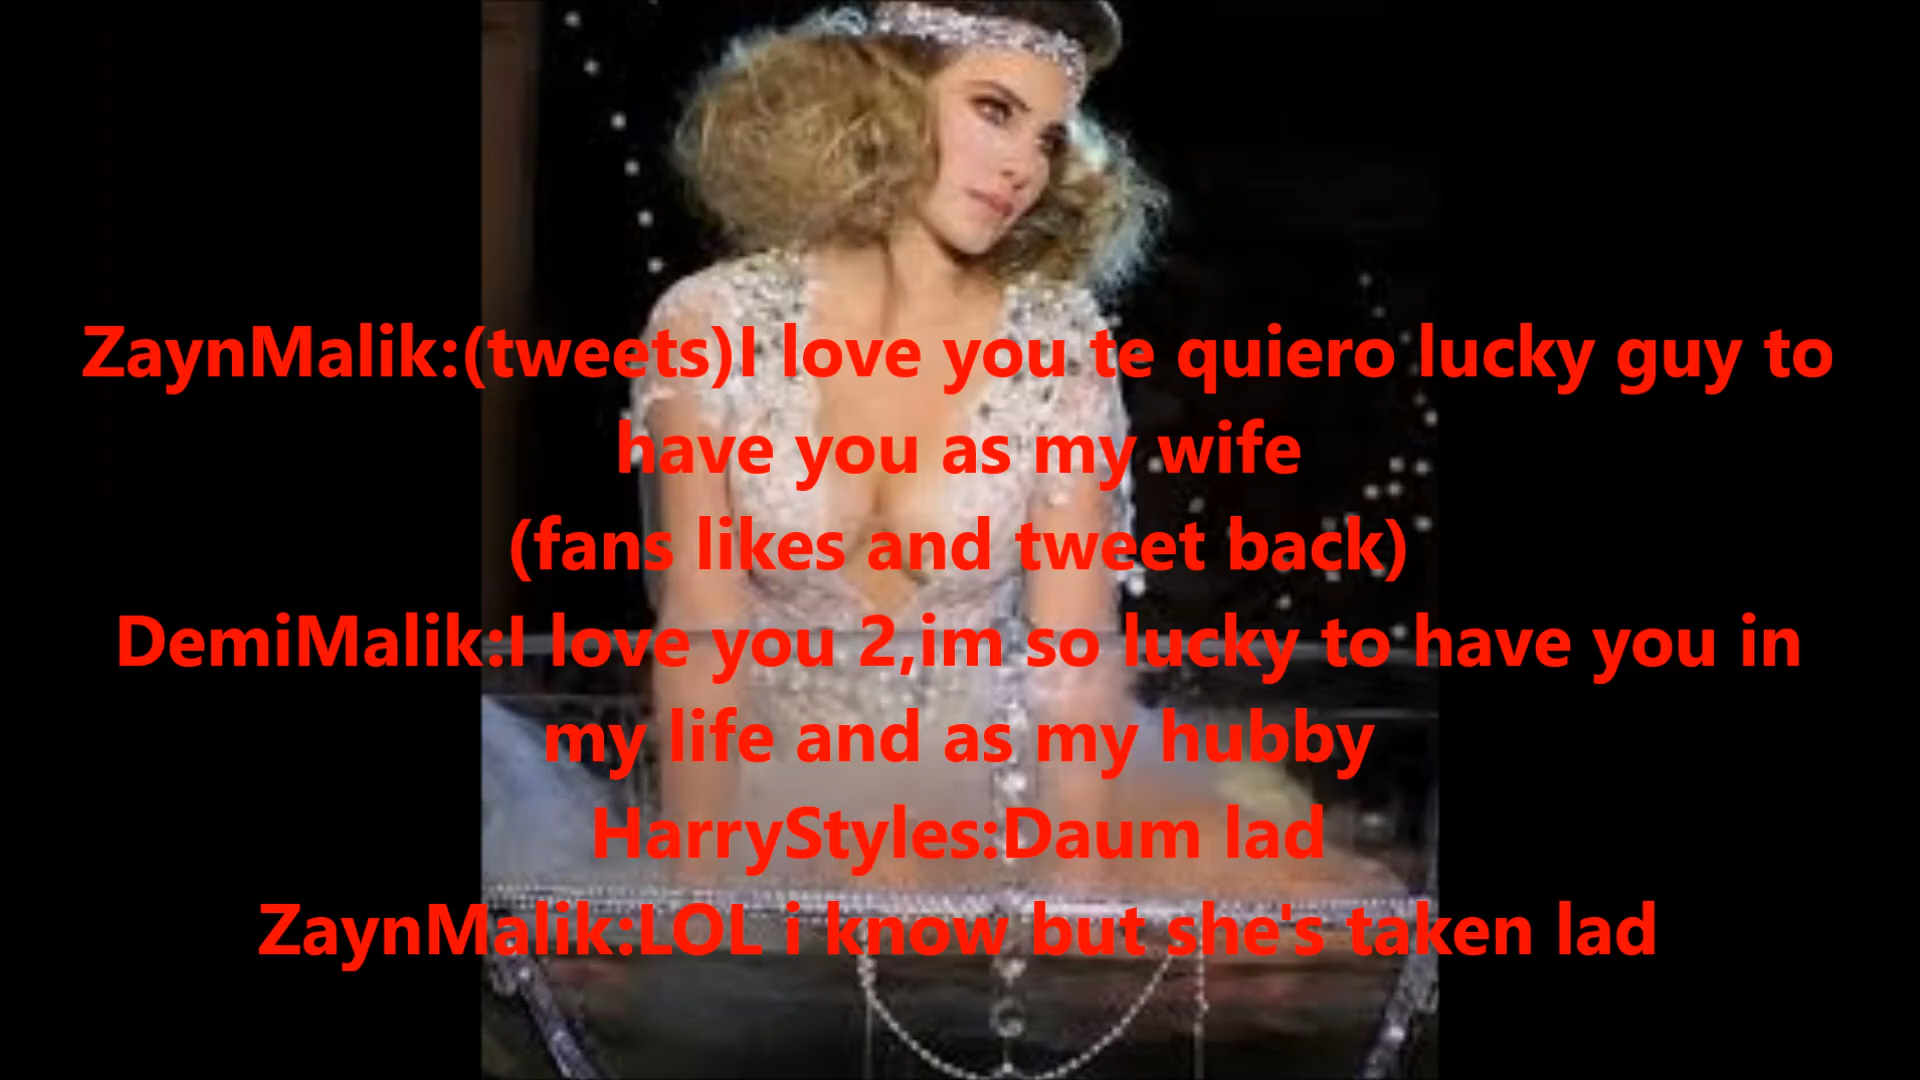 ZaynMalik:(tweets)I love you te quiero lucky guy to
have you as my wife
(fans likes and tweet back)
DemiMalik:I love you 2,im so lucky to have you in
my life and as my hubby
HarryStyles:Daum lad
ZaynMalik:LOL i know but she's taken lad